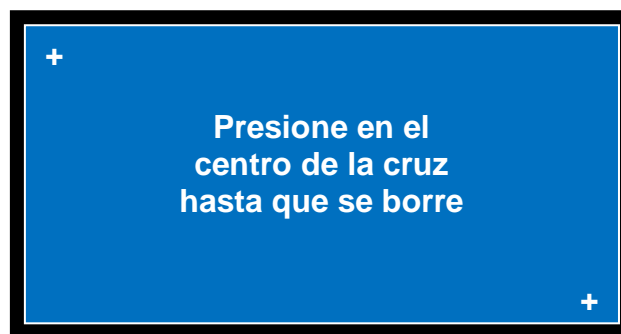 +
Presione en el
centro de la cruz
hasta que se borre
+